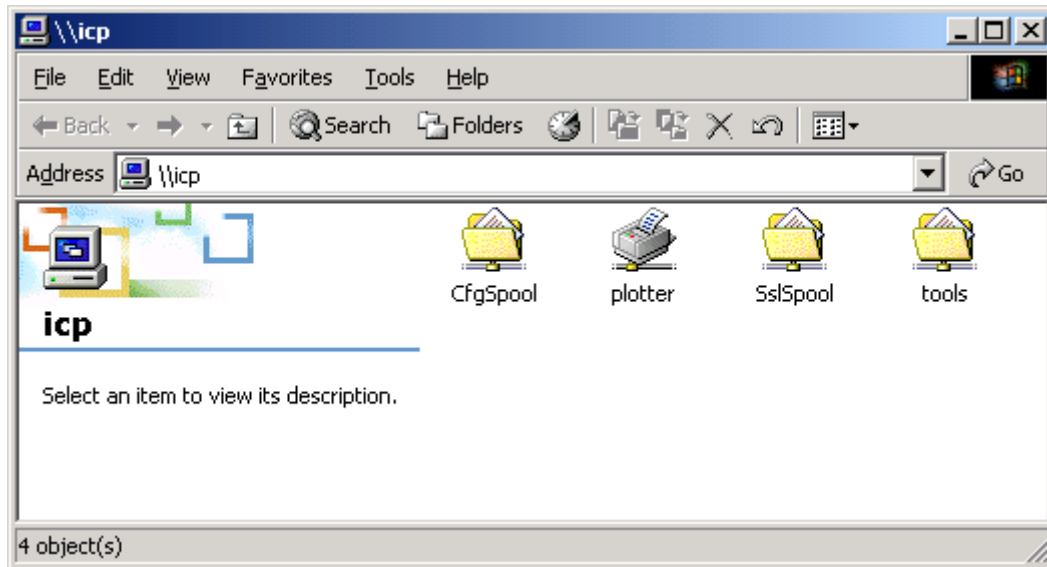 \\icp
File Edit View Favorites Tools Help
Back Search Folders
Address \\icp Go
CfgSpool plotter SslSpool tools
icp
Select an item to view its description.
4 object(s)